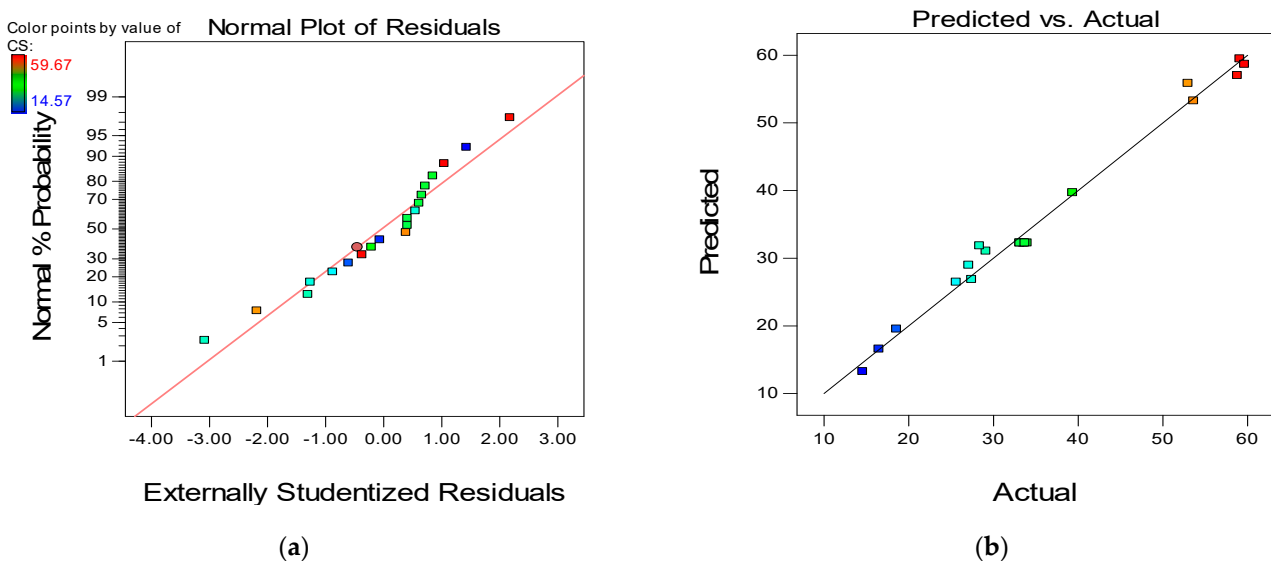 Color points by value of
CS:
59.67
14.57
Normal Plot of Residuals
Normal % Probability
99
95
90
80
70
50
30
20
10
5
1
-4.00 -3.00 -2.00 -1.00 0.00 1.00 2.00 3.00
Externally Studentized Residuals
(a)
Predicted vs. Actual
Predicted
60
50
40
30
20
10
10 20 30 40 50 60
Actual
(b)